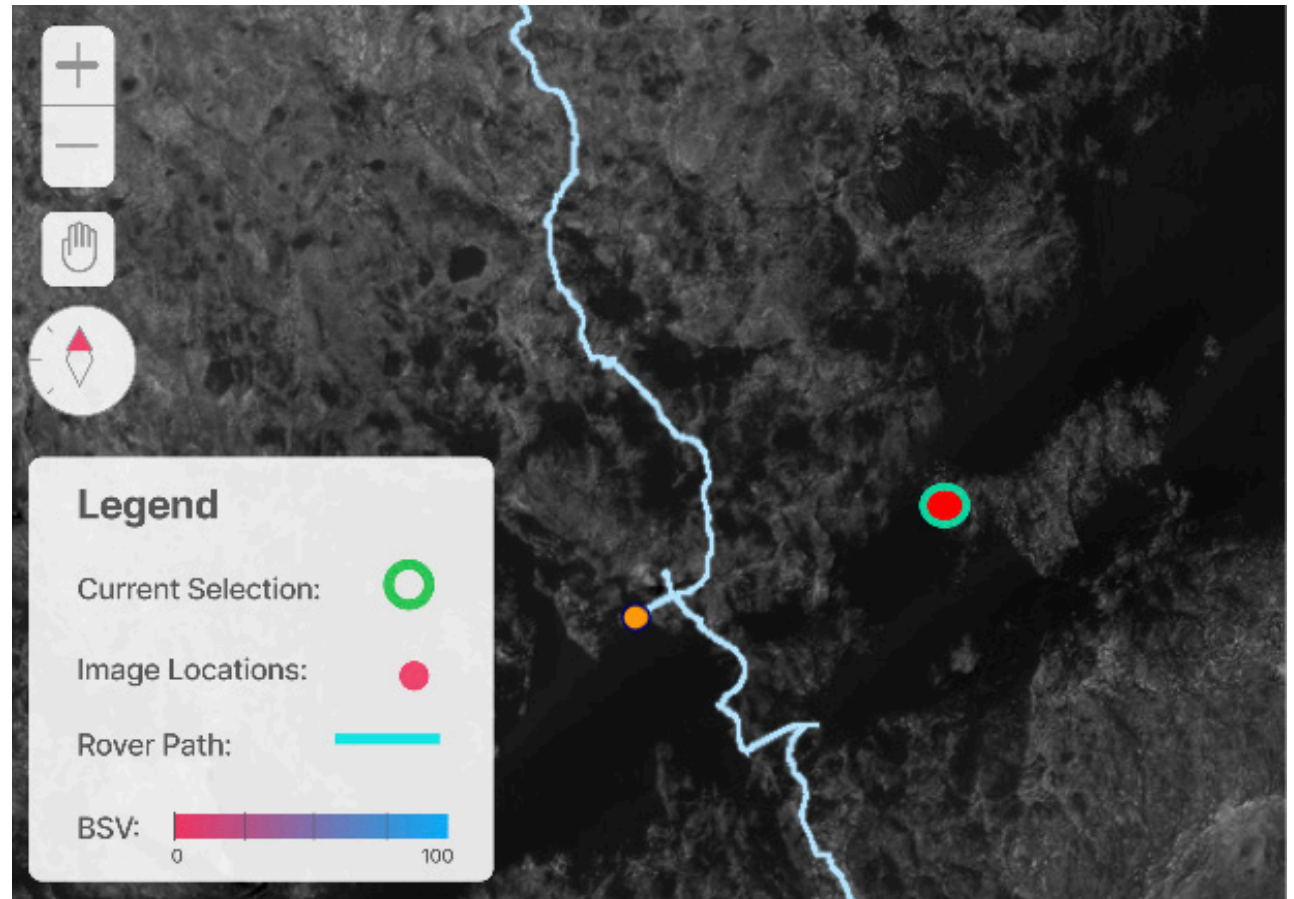 Legend
Current Selection:
Image Locations:
Rover Path:
BSV:
0 100